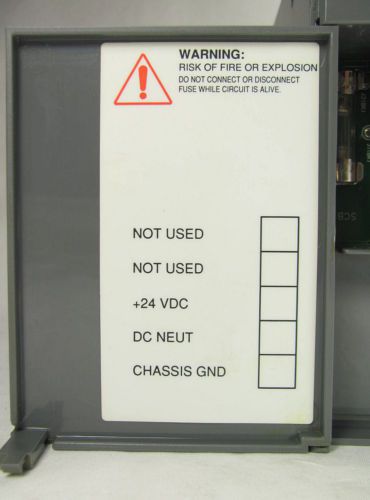 WARNING:
RISK OF FIRE OR EXPLOSION
DO NOT CONNECT OR DISCONNECT
FUSE WHILE CIRCUIT IS ALIVE.
NOT USED
NOT USED
+24 VDC
DC NEUT
CHASSIS GND